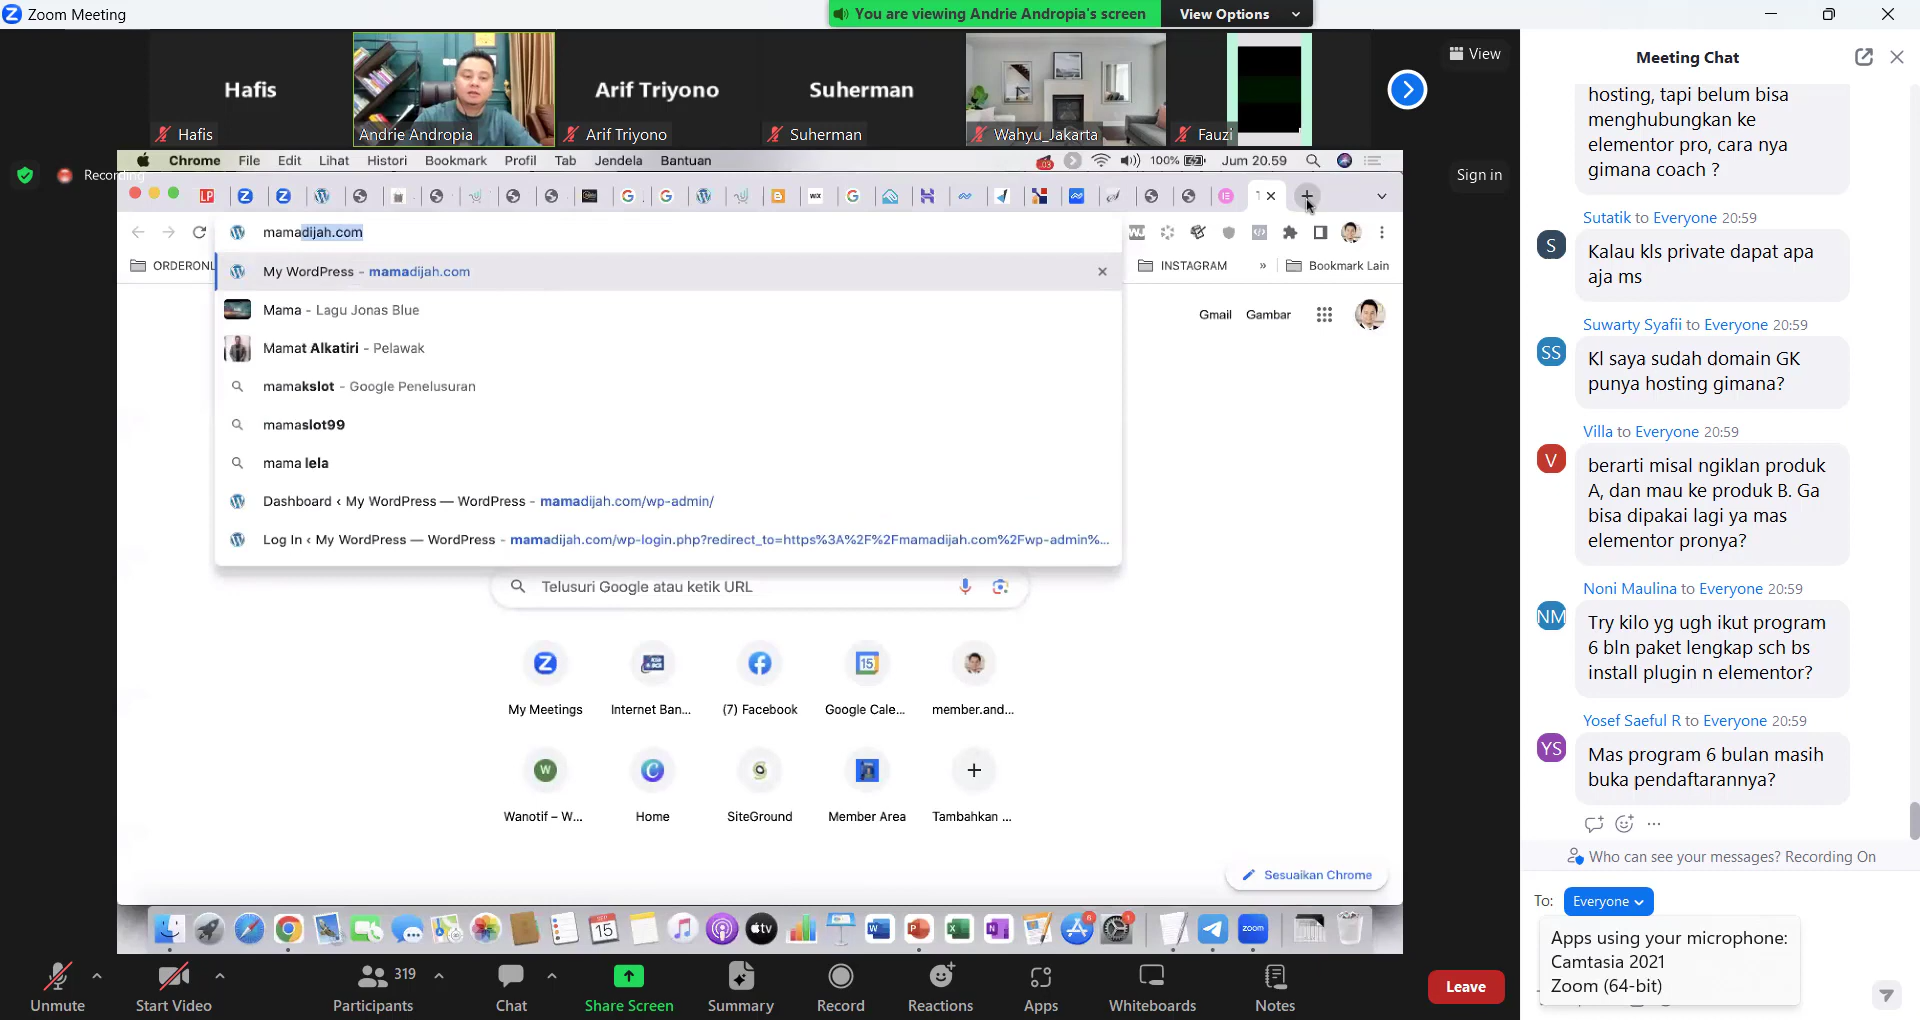 Zoom Meeting
You are viewing Andrie Andropia's screen
View Options
View
Hafis
Hafis
Andrie Andropia
Arif Triyono
Arif Triyono
Suherman
Suherman
Wahyu_Jakarta
Fauzi
Recording
Sign in
Chrome File Edit Lihat Histori Bookmark Profil Tab Jendela Bantuan
100% Jum 20.59
mamadijah.com
ORDERONL
INSTAGRAM
» Bookmark Lain
My WordPress - mamadijah.com
Mama - Lagu Jonas Blue
Mamat Alkatiri - Pelawak
mamakslot - Google Penelusuran
mamaslot99
mama lela
Dashboard ‹ My WordPress — WordPress - mamadijah.com/wp-admin/
Log In ‹ My WordPress — WordPress - mamadijah.com/wp-login.php?redirect_to=https%3A%2F%2Fmamadijah.com%2Fwp-admin%...
Gmail Gambar
Telusuri Google atau ketik URL
My Meetings
Internet Ban...
(7) Facebook
Google Cale...
member.and...
Wanotif – W...
Home
SiteGround
Member Area
Tambahkan ...
Sesuaikan Chrome
Unmute
Start Video
319
Participants
Chat
Share Screen
Summary
Record
Reactions
Apps
Whiteboards
Notes
Leave
Meeting Chat
hosting, tapi belum bisa
menghubungkan ke
elementor pro, cara nya
gimana coach ?
Sutatik to Everyone 20:59
S
Kalau kls private dapat apa
aja ms
Suwarty Syafii to Everyone 20:59
SS
Kl saya sudah domain GK
punya hosting gimana?
Villa to Everyone 20:59
V
berarti misal ngiklan produk
A, dan mau ke produk B. Ga
bisa dipakai lagi ya mas
elementor pronya?
Noni Maulina to Everyone 20:59
NM
Try kilo yg ugh ikut program
6 bln paket lengkap sch bs
install plugin n elementor?
Yosef Saeful R to Everyone 20:59
YS
Mas program 6 bulan masih
buka pendaftarannya?
Who can see your messages? Recording On
To: Everyone
Apps using your microphone:
Camtasia 2021
Zoom (64-bit)